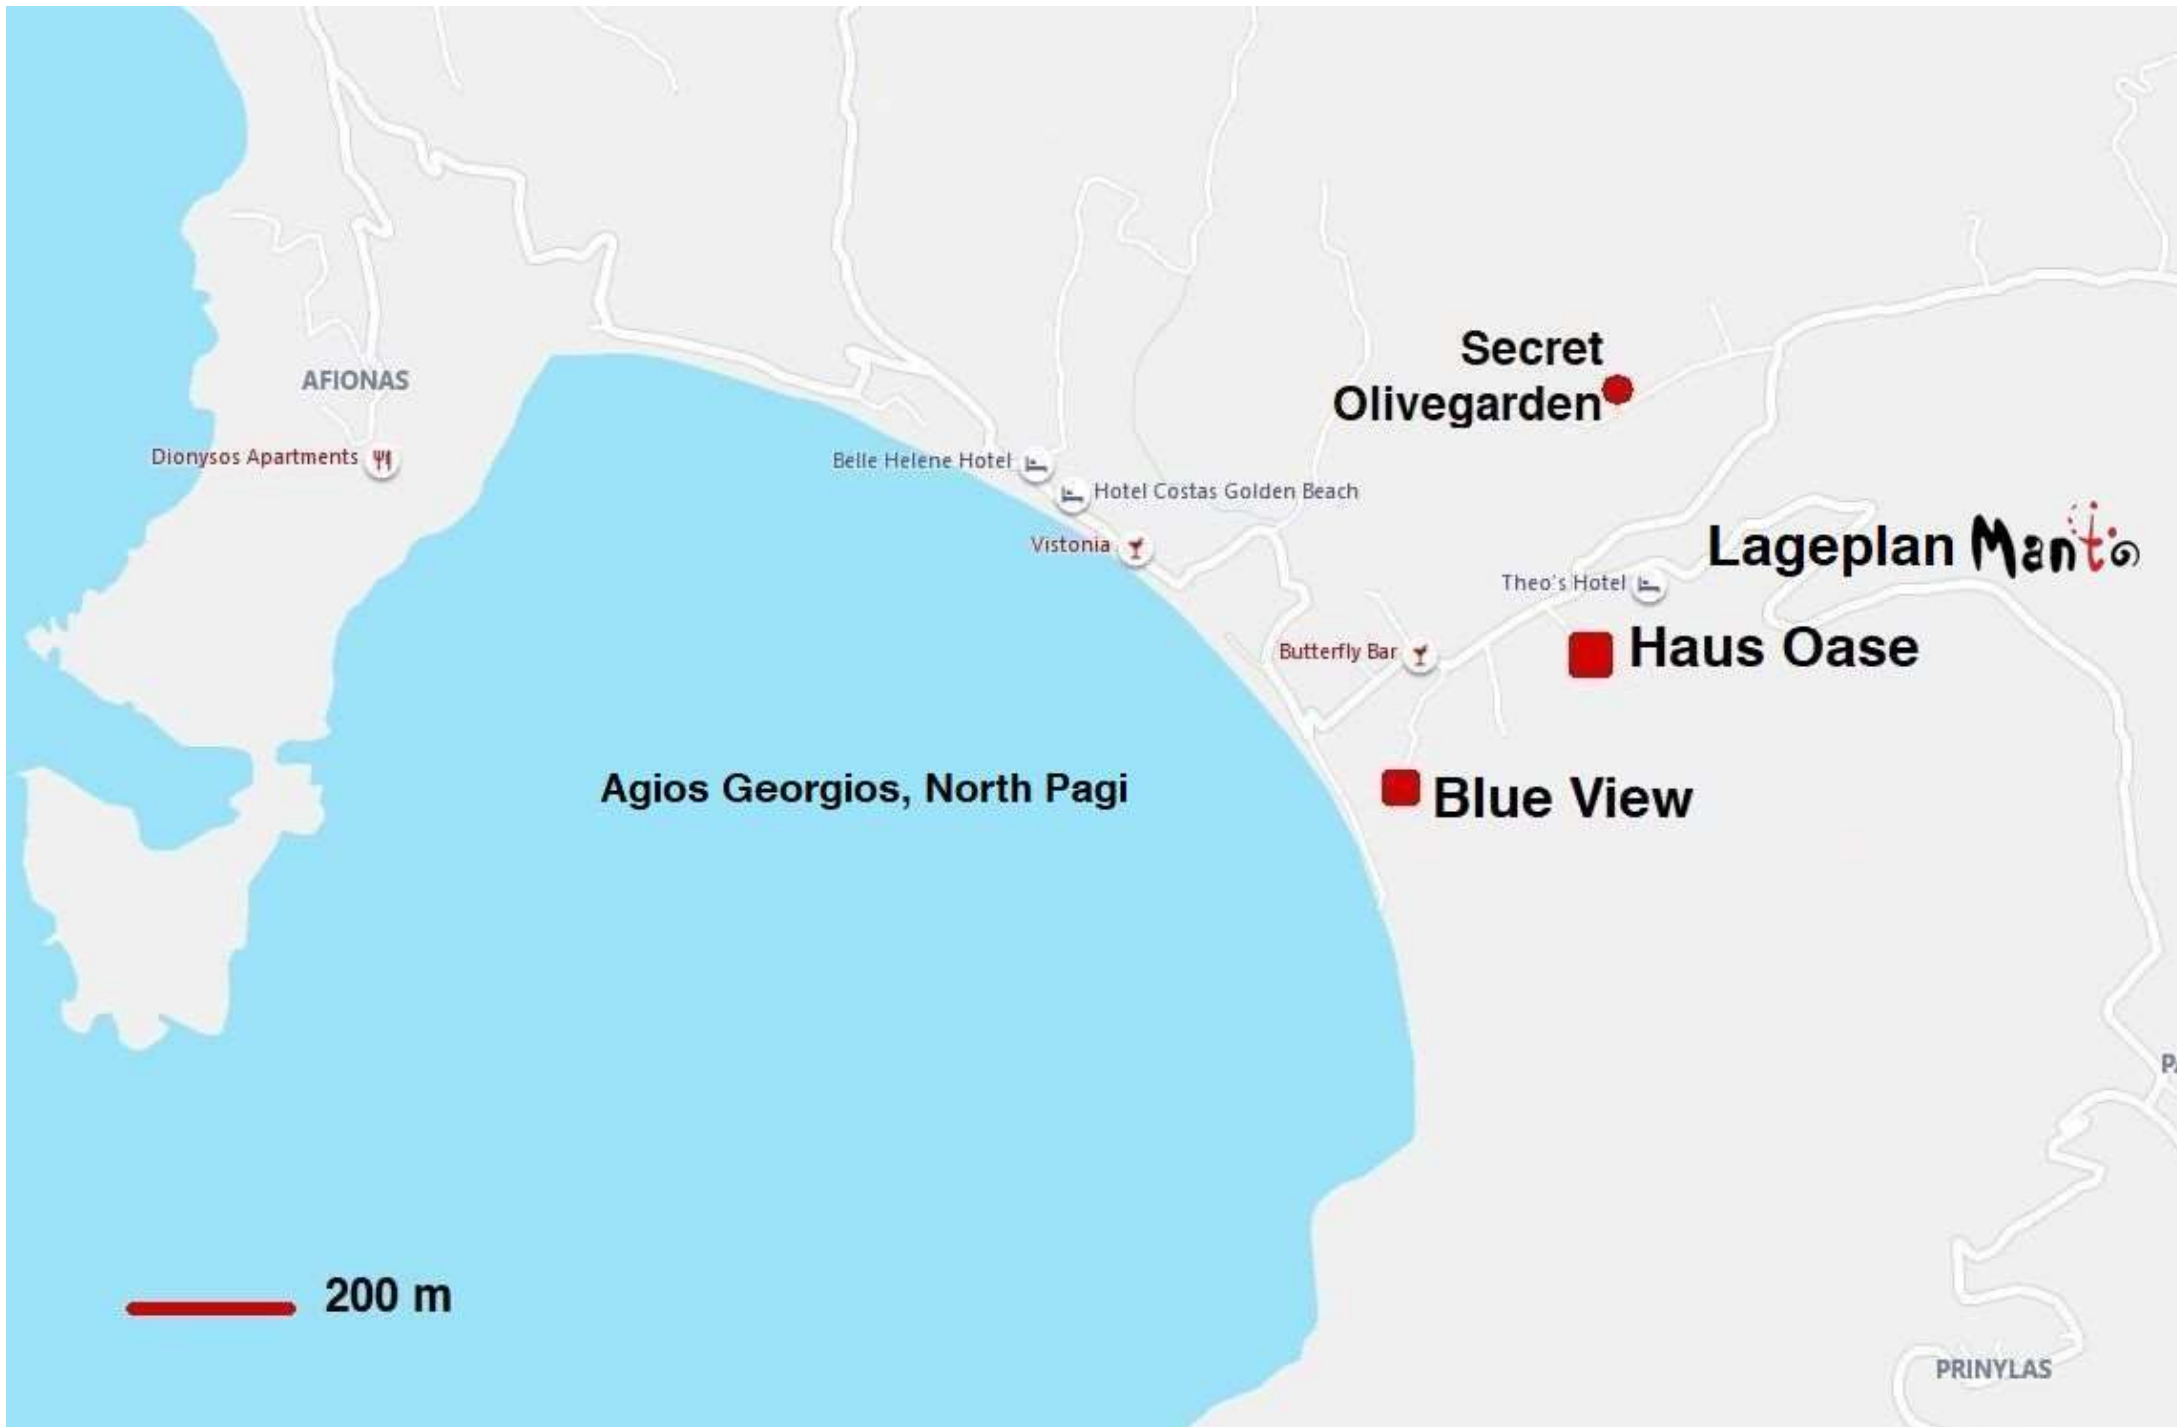 Secret
Olivegarden
AFIONAS
Dionysos Apartments
Belle Helene Hotel
Hotel Costas Golden Beach
Vistonia
Lageplan Manto
Theo's Hotel
Butterfly Bar
Haus Oase
Agios Georgios, North Pagi
Blue View
PA
200 m
PRINYLAS